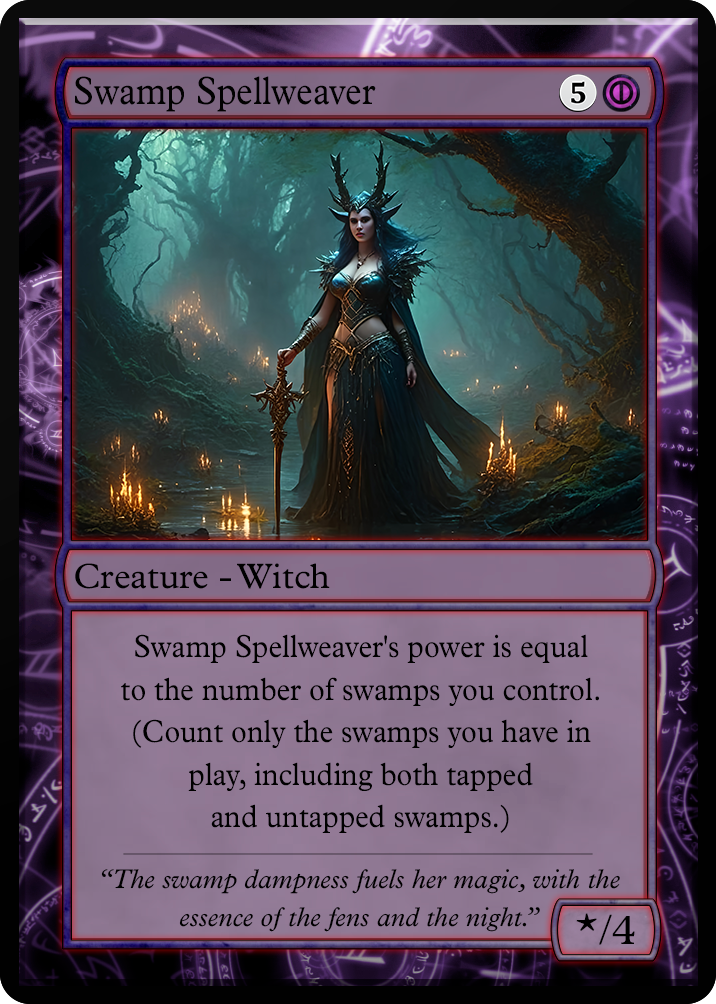 Swamp Spellweaver 5
Creature - Witch
Swamp Spellweaver's power is equal
to the number of swamps you control.
(Count only the swamps you have in
play, including both tapped
and untapped swamps.)
“The swamp dampness fuels her magic, with the
essence of the fens and the night.”
★/4